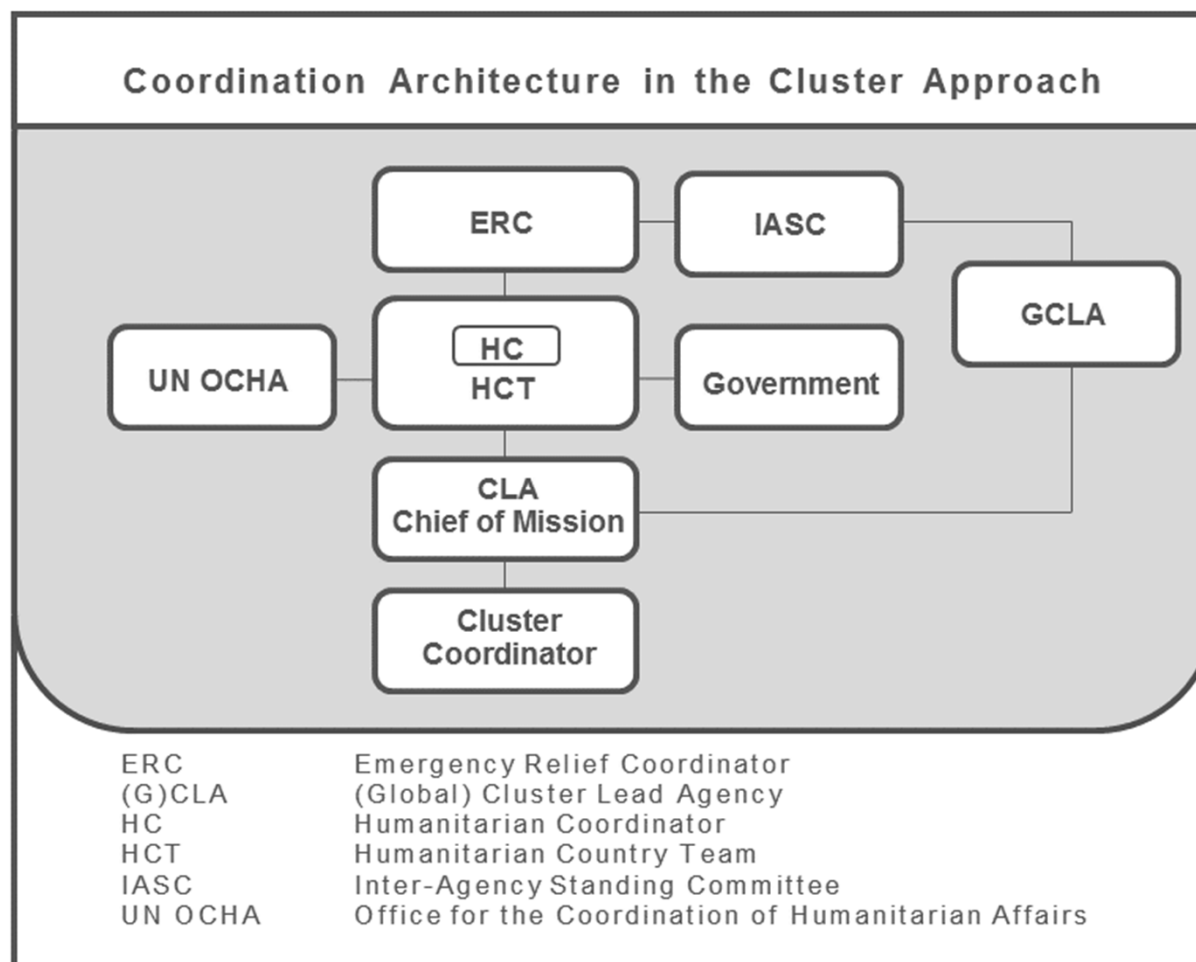 Coordination Architecture in the Cluster Approach
ERC
IASC
GCLA
HC
HCT
UN OCHA
Government
CLA
Chief of Mission
Cluster
Coordinator
ERC Emergency Relief Coordinator
(G)CLA (Global) Cluster Lead Agency
HC Humanitarian Coordinator
HCT Humanitarian Country Team
IASC Inter-Agency Standing Committee
UN OCHA Office for the Coordination of Humanitarian Affairs